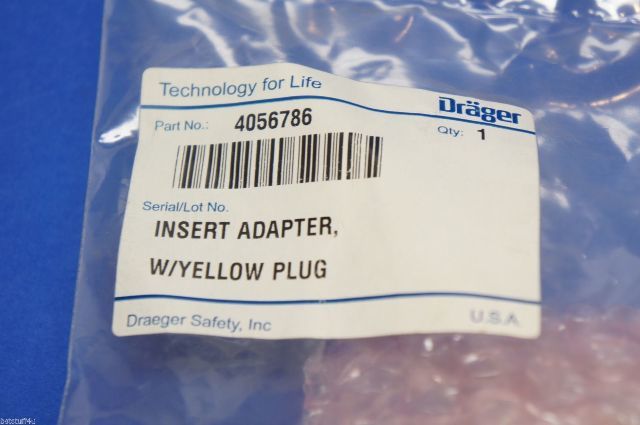 Technology for Life
Dräger
Part No.: 4056786
Qty: 1
Serial/Lot No.
INSERT ADAPTER,
W/YELLOW PLUG
Draeger Safety, Inc
U.S.A
batstuff4u